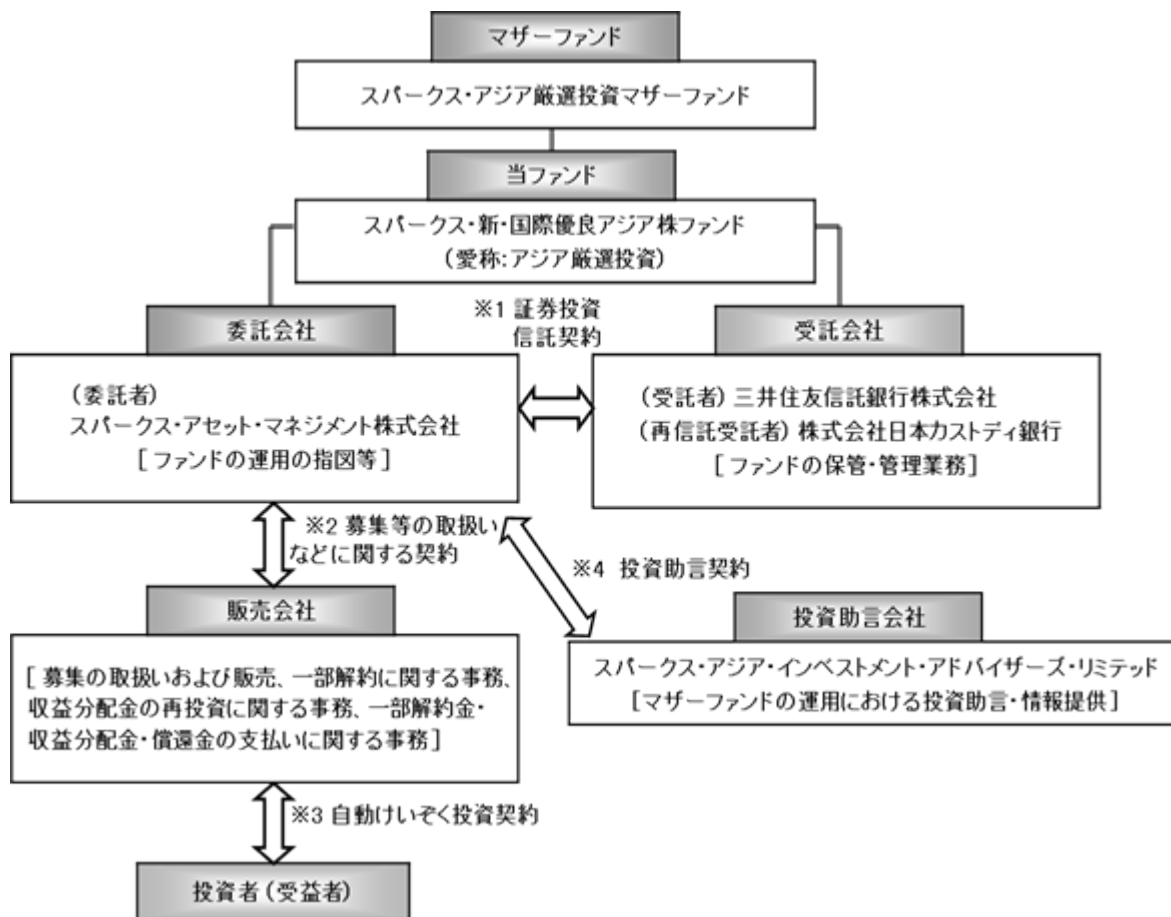 マザーファンド
スパークス・アジア厳選投資マザーファンド
当ファンド
スパークス・新・国際優良アジア株ファンド
(愛称:アジア厳選投資)
※1 証券投資
信託契約
委託会社
(委託者)
スパークス・アセット・マネジメント株式会社
[ファンドの運用の指図等]
受託会社
(受託者) 三井住友信託銀行株式会社
(再信託受託者) 株式会社日本カストディ銀行
[ファンドの保管・管理業務]
※2 募集等の取扱い
などに関する契約
※4 投資助言契約
販売会社
[募集の取扱いおよび販売、一部解約に関する事務、
収益分配金の再投資に関する事務、一部解約金・
収益分配金・償還金の支払いに関する事務]
投資助言会社
スパークス・アジア・インベストメント・アドバイザーズ・リミテッド
[マザーファンドの運用における投資助言・情報提供]
※3 自動けいぞく投資契約
投資者(受益者)